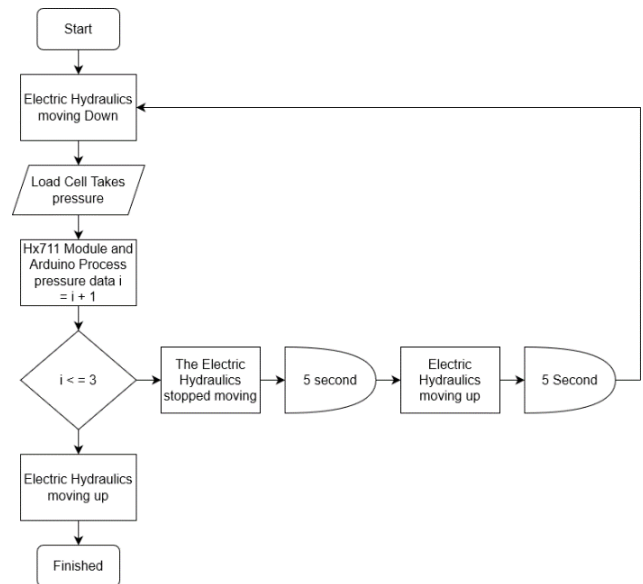 Start
Electric Hydraulics
moving Down
Load Cell Takes
pressure
Hx711 Module and
Arduino Process
pressure data i
= i + 1
i < = 3
The Electric
Hydraulics
stopped moving
5 second
Electric
Hydraulics
moving up
5 Second
Electric Hydraulics
moving up
Finished